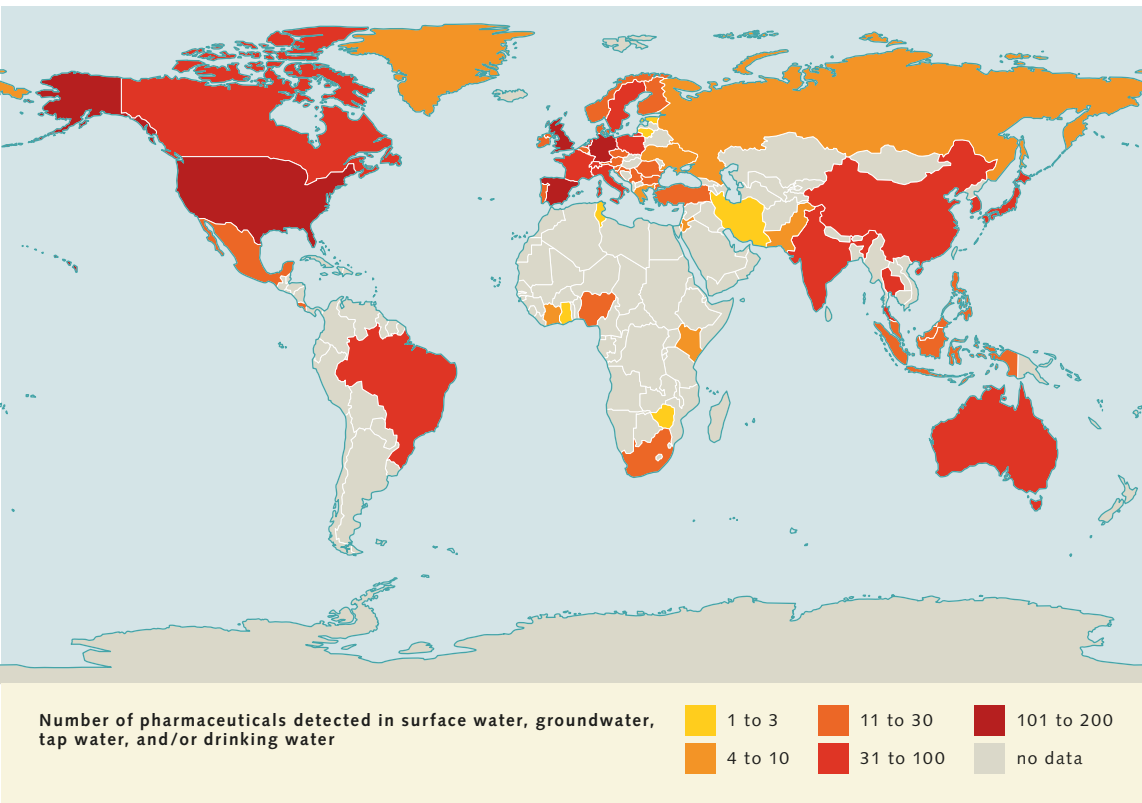 Number of pharmaceuticals detected in surface water, groundwater,
tap water, and/or drinking water
1 to 3
4 to 10
11 to 30
31 to 100
101 to 200
no data